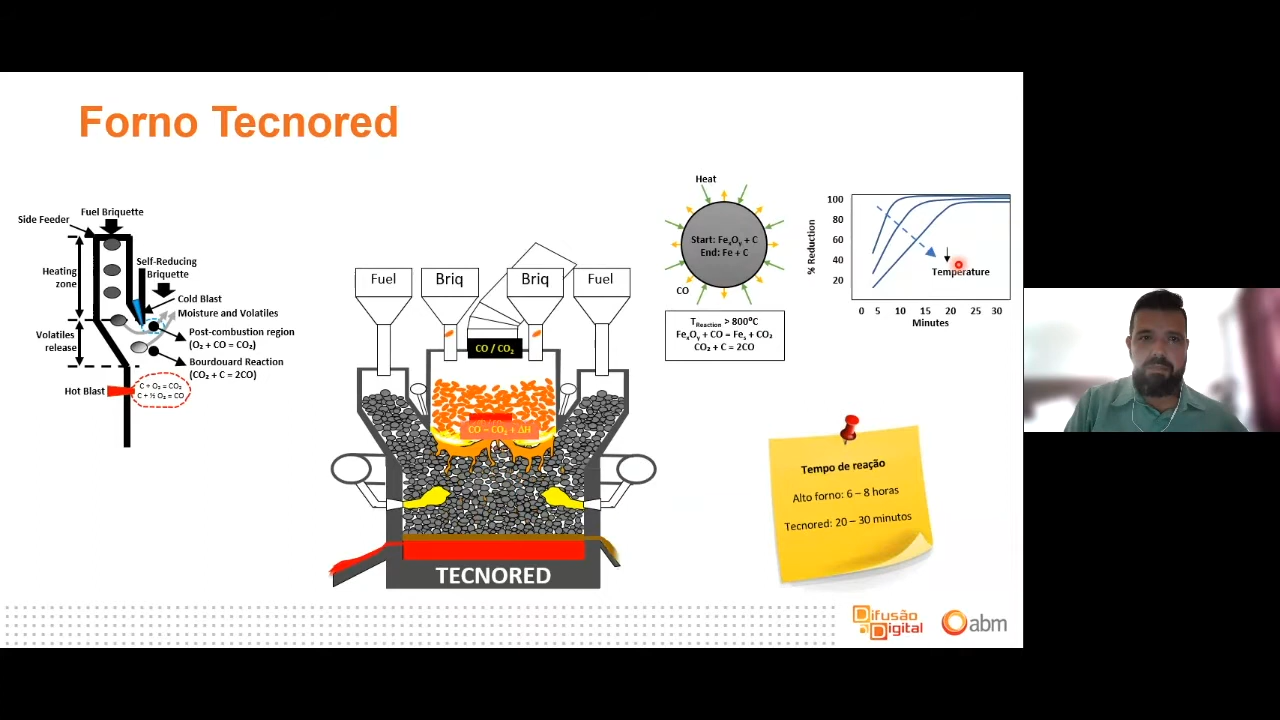 Forno Tecnored
Fuel Briquette
Side Feeder
Self-Reducing
Briquette
Heating
zone
Cold Blast
Moisture and Volatiles
Volatiles
release
Post-combustion region
(O₂ + CO = CO₂)
Bourdouard Reaction
(CO₂ + C = 2CO)
Hot Blast
C + O₂ = CO₂
C + ½ O₂ = CO
Fuel
Briq
Briq
Fuel
CO / CO₂
CO – CO₂ + ΔH
TECNORED
Heat
Start: FeₓOᵧ + C
End: Fe + C
CO
T Reaction > 800ºC
FeₓOᵧ + CO = Feₓ + CO₂
CO₂ + C = 2CO
% Reduction
100
80
60
40
20
Temperature
0 5 10 15 20 25 30
Minutes
Tempo de reação
Alto forno: 6 – 8 horas
Tecnored: 20 – 30 minutos
Difusão
Digital
abm